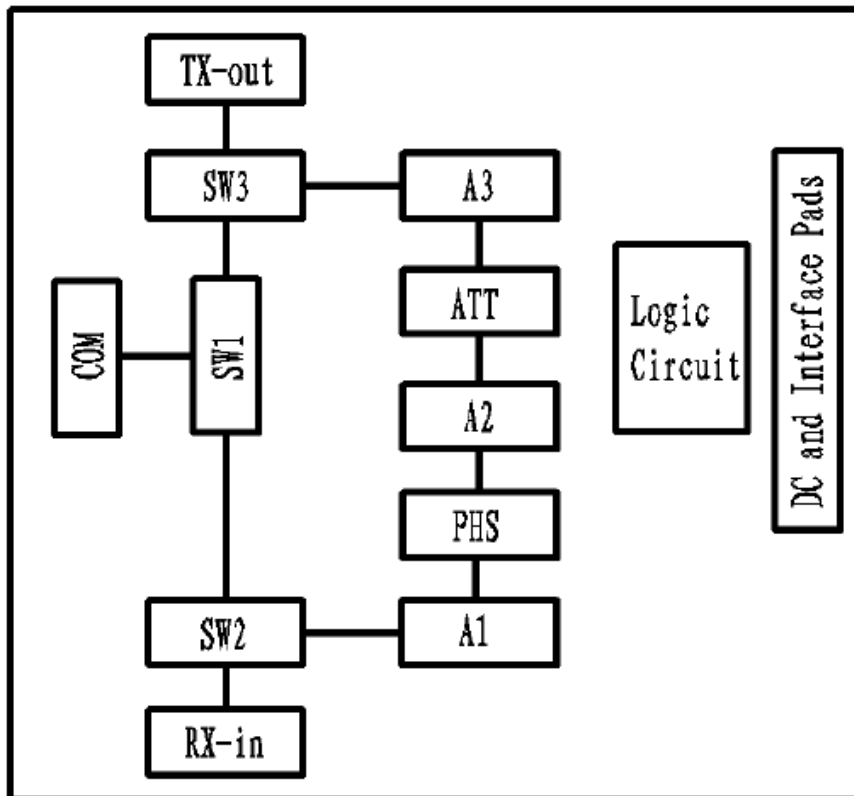 TX-out
SW3
A3
COM
SW1
ATT
Logic
Circuit
DC and Interface Pads
A2
PHS
SW2
A1
RX-in